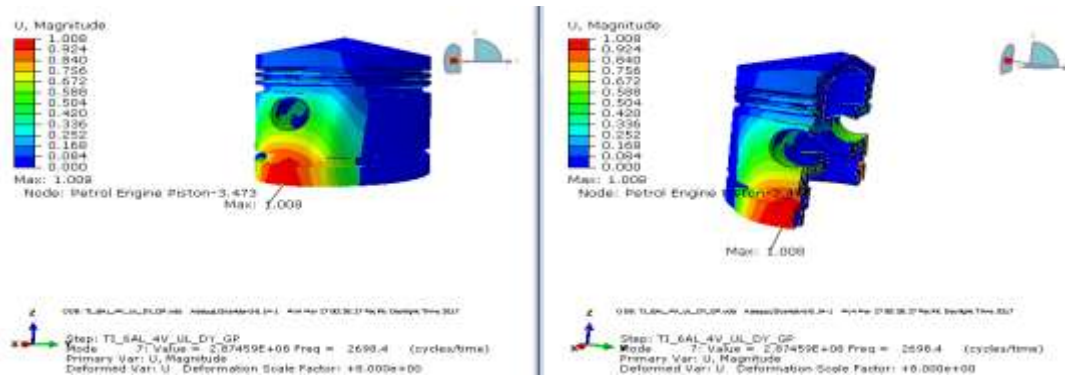 U, Magnitude
1.008
0.924
0.840
0.756
0.672
0.588
0.504
0.420
0.336
0.252
0.168
0.084
0.000
Max: 1.008
Node: Petrol Engine Piston-3.473
Max: 1.008
Step: TI_6AL_4V_UL_DY_GP
Mode 7: Value = 2.87459E+08 Freq = 2698.4 (cycles/time)
Primary Var: U, Magnitude
Deformed Var: U Deformation Scale Factor: +8.000e+00
U, Magnitude
1.008
0.924
0.840
0.756
0.672
0.588
0.504
0.420
0.336
0.252
0.168
0.084
0.000
Max: 1.008
Node: Petrol Engine
Max: 1.008
Step: TI_6AL_4V_UL_DY_GP
Mode 7: Value = 2.87459E+08 Freq = 2698.4 (cycles/time)
Primary Var: U, Magnitude
Deformed Var: U Deformation Scale Factor: +8.000e+00